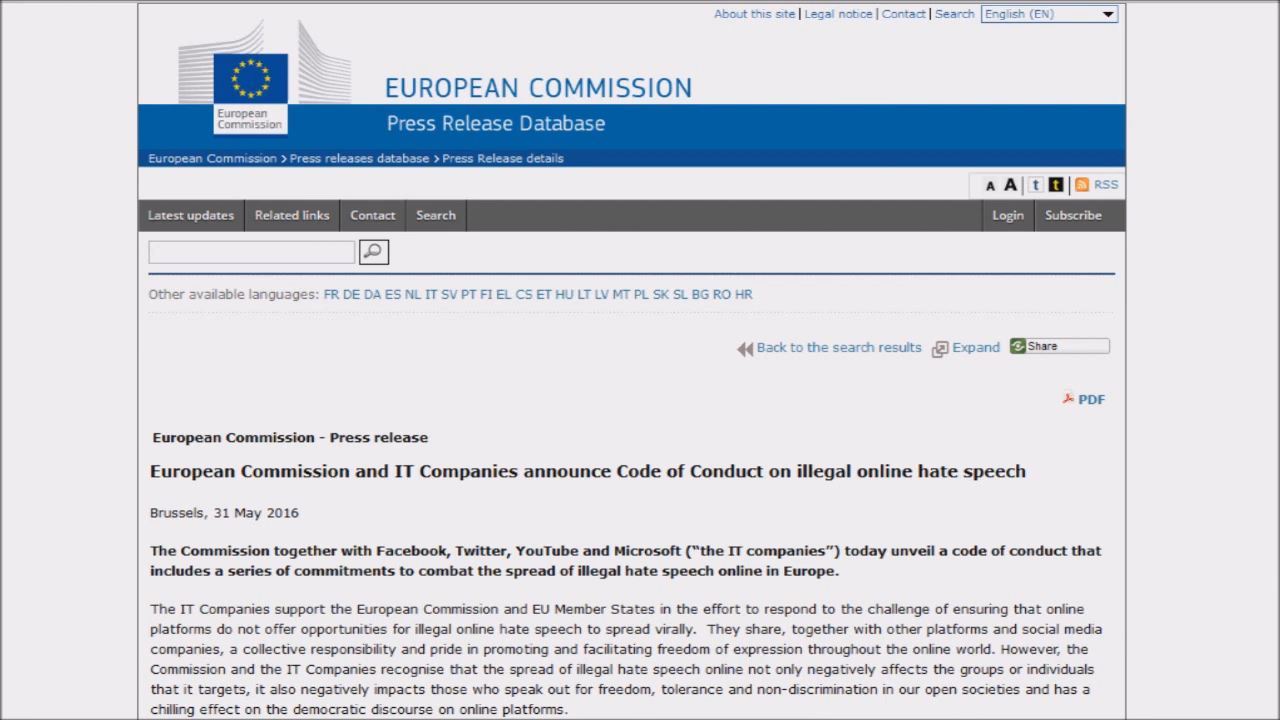 About this site | Legal notice | Contact | Search English (EN)
European
Commission
EUROPEAN COMMISSION
Press Release Database
European Commission > Press releases database > Press Release details
A A | t t | RSS
Latest updates Related links Contact Search Login Subscribe
Other available languages: FR DE DA ES NL IT SV PT FI EL CS ET HU LT LV MT PL SK SL BG RO HR
Back to the search results Expand Share
PDF
European Commission - Press release
European Commission and IT Companies announce Code of Conduct on illegal online hate speech
Brussels, 31 May 2016
The Commission together with Facebook, Twitter, YouTube and Microsoft (“the IT companies”) today unveil a code of conduct that
includes a series of commitments to combat the spread of illegal hate speech online in Europe.
The IT Companies support the European Commission and EU Member States in the effort to respond to the challenge of ensuring that online
platforms do not offer opportunities for illegal online hate speech to spread virally. They share, together with other platforms and social media
companies, a collective responsibility and pride in promoting and facilitating freedom of expression throughout the online world. However, the
Commission and the IT Companies recognise that the spread of illegal hate speech online not only negatively affects the groups or individuals
that it targets, it also negatively impacts those who speak out for freedom, tolerance and non-discrimination in our open societies and has a
chilling effect on the democratic discourse on online platforms.